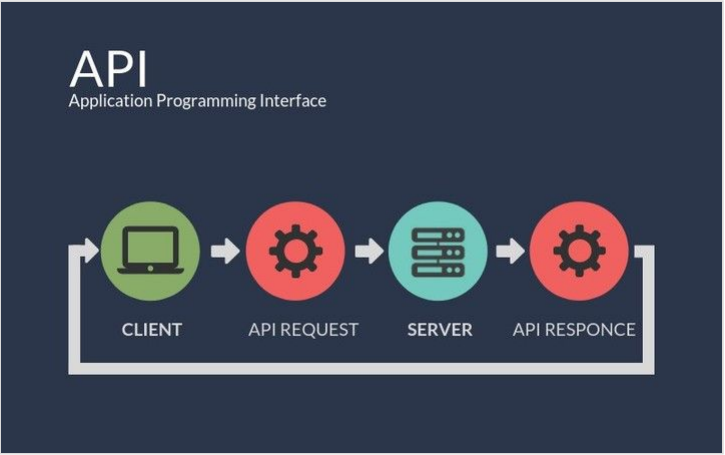 API
Application Programming Interface
CLIENT
API REQUEST
SERVER
API RESPONCE